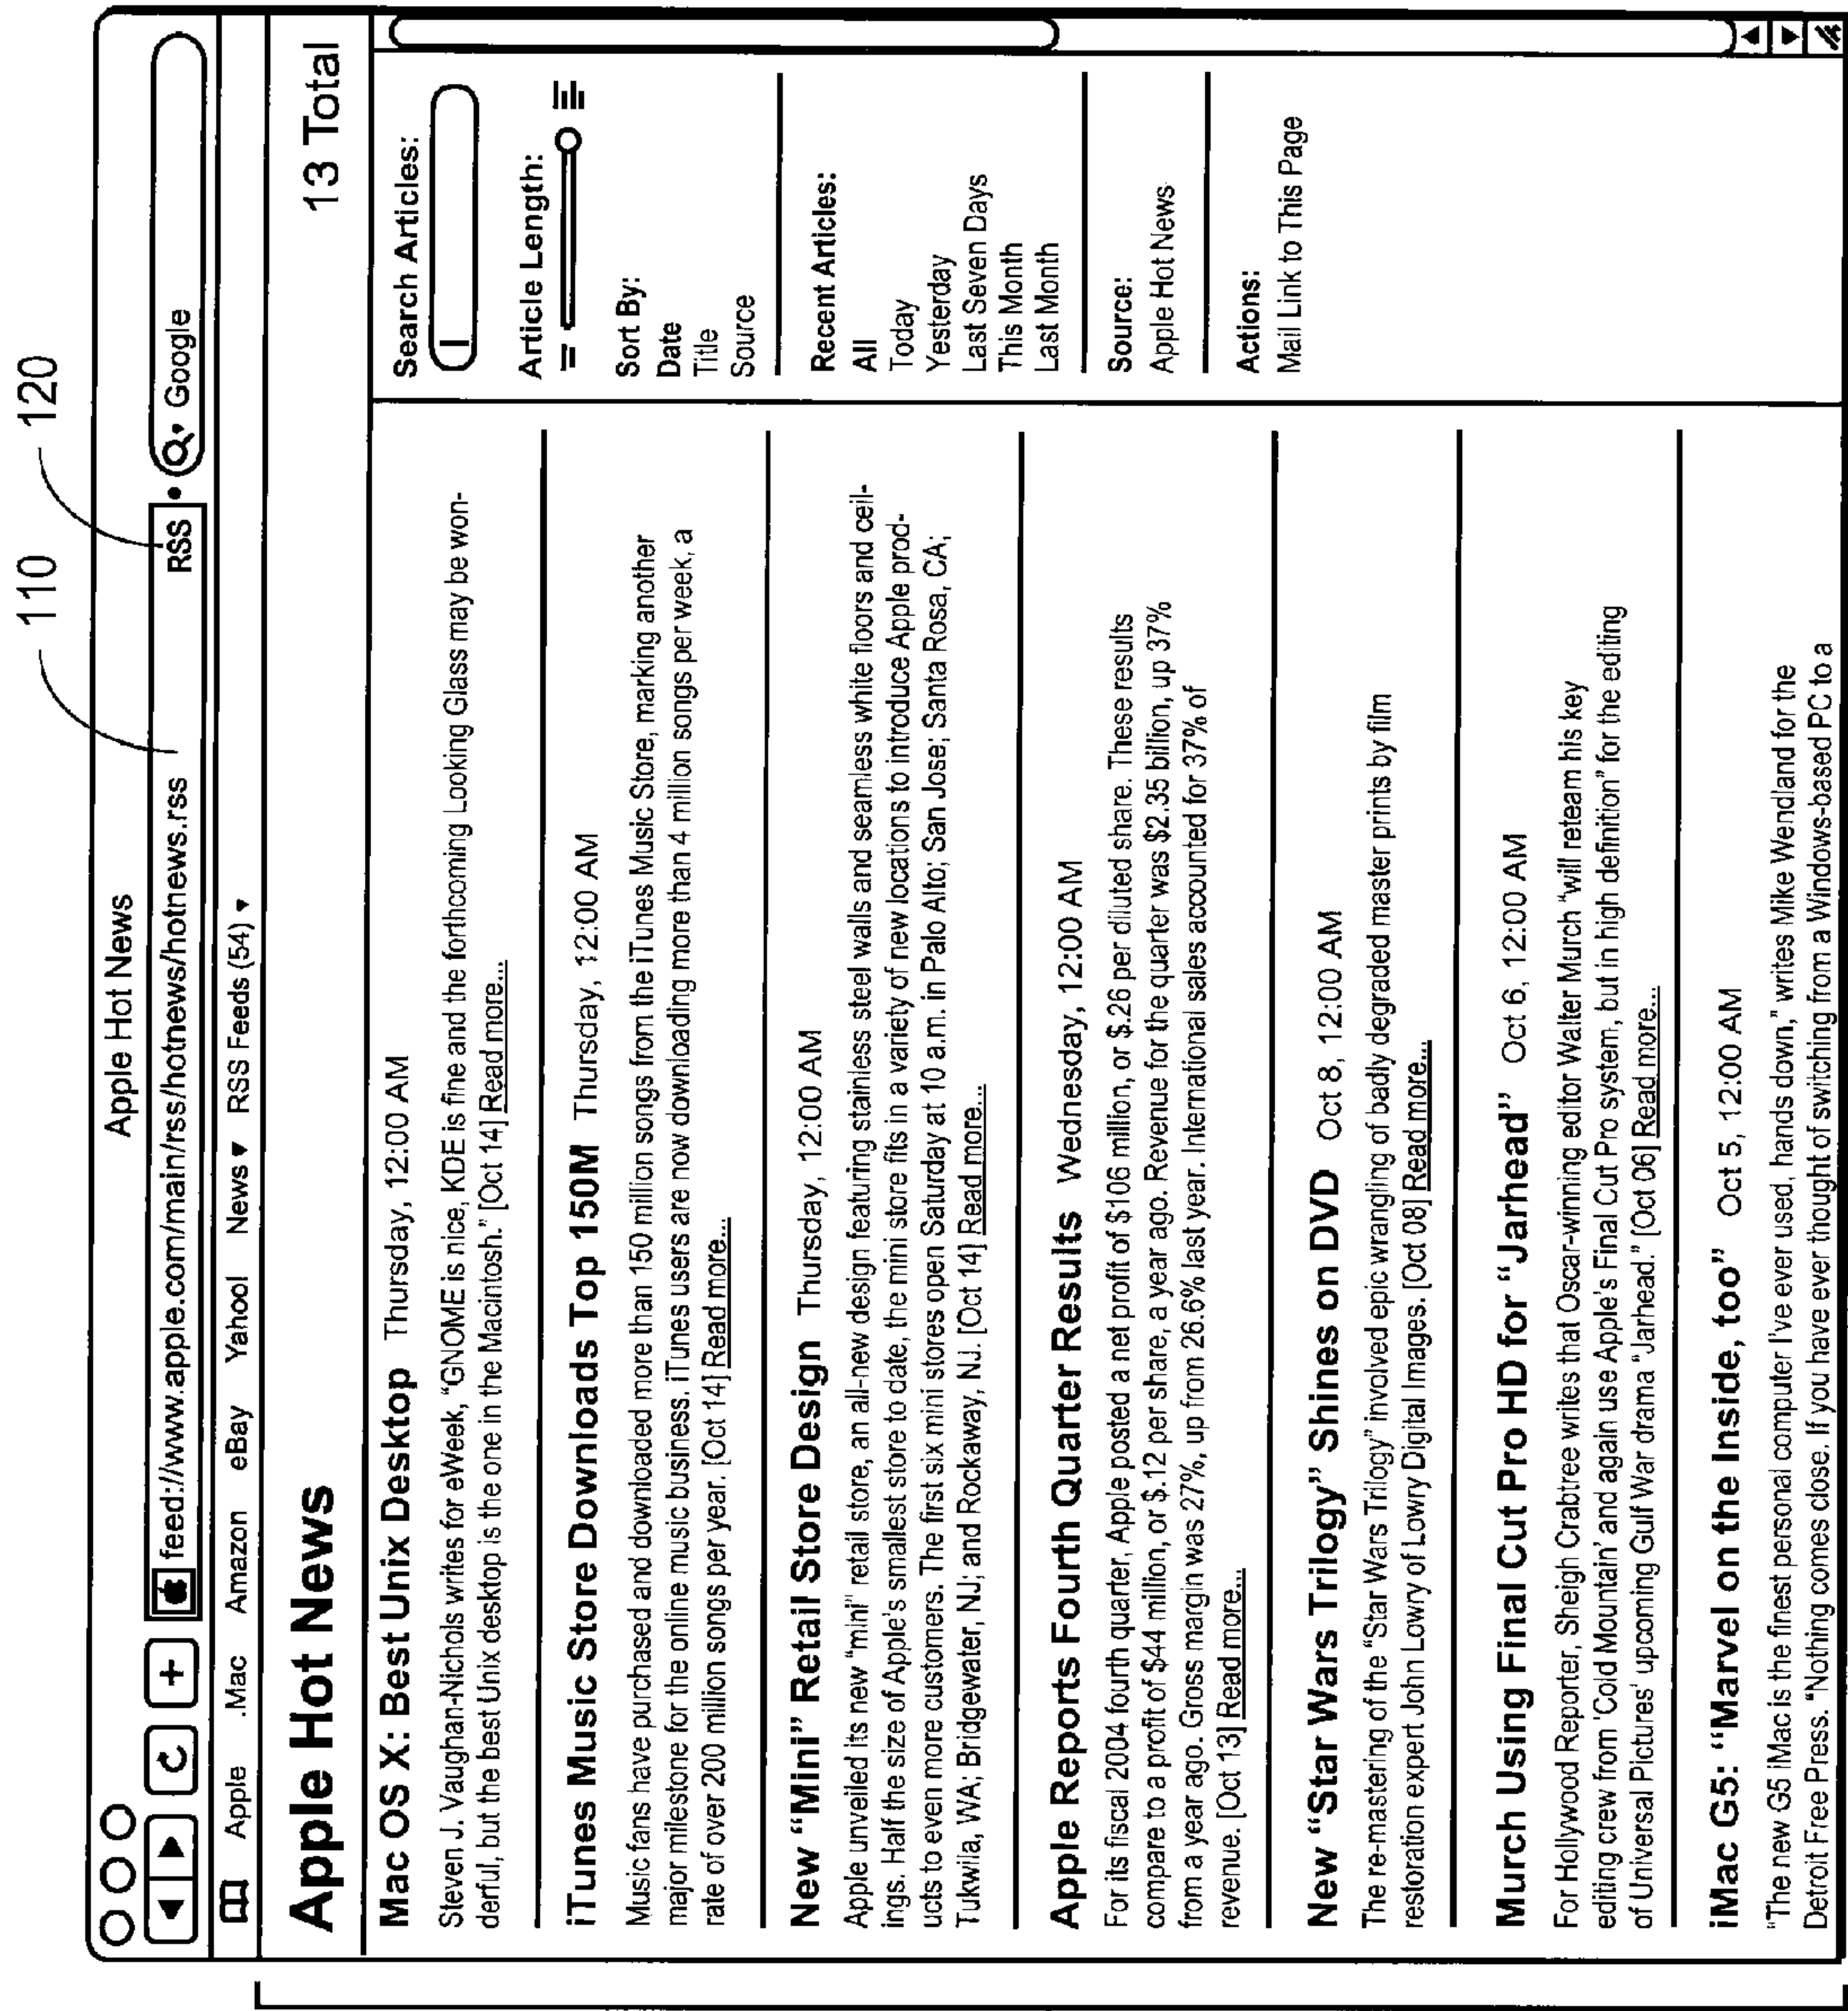 110
120
Apple Hot News
feed://www.apple.com/main/rss/hotnews/hotnews.rss
RSS
Google
Apple .Mac Amazon eBay Yahool News ▼ RSS Feeds (54) ▼
Apple Hot News
13 Total
Mac OS X: Best Unix Desktop Thursday, 12:00 AM
Steven J. Vaughan-Nichols writes for eWeek, “GNOME is nice, KDE is fine and the forthcoming Looking Glass may be won-
derful, but the best Unix desktop is the one in the Macintosh.” [Oct 14] Read more...
iTunes Music Store Downloads Top 150M Thursday, 12:00 AM
Music fans have purchased and downloaded more than 150 million songs from the iTunes Music Store, marking another
major milestone for the online music business. iTunes users are now downloading more than 4 million songs per week, a
rate of over 200 million songs per year. [Oct 14] Read more...
New “Mini” Retail Store Design Thursday, 12:00 AM
Apple unveiled its new “mini” retail store, an all-new design featuring stainless steel walls and seamless white floors and ceil-
ings. Half the size of Apple’s smallest store to date, the mini store fits in a variety of new locations to introduce Apple prod-
ucts to even more customers. The first six mini stores open Saturday at 10 a.m. in Palo Alto; San Jose; Santa Rosa, CA;
Tukwila, WA; Bridgewater, NJ; and Rockaway, NJ. [Oct 14] Read more...
Apple Reports Fourth Quarter Results Wednesday, 12:00 AM
For its fiscal 2004 fourth quarter, Apple posted a net profit of $106 million, or $.26 per diluted share. These results
compare to a profit of $44 million, or $.12 per share, a year ago. Revenue for the quarter was $2.35 billion, up 37%
from a year ago. Gross margin was 27%, up from 26.6% last year. International sales accounted for 37% of
revenue. [Oct 13] Read more...
New “Star Wars Trilogy” Shines on DVD Oct 8, 12:00 AM
The re-mastering of the “Star Wars Trilogy” involved epic wrangling of badly degraded master prints by film
restoration expert John Lowry of Lowry Digital Images. [Oct 08] Read more...
Murch Using Final Cut Pro HD for “Jarhead” Oct 6, 12:00 AM
For Hollywood Reporter, Sheigh Crabtree writes that Oscar-winning editor Walter Murch “will reteam his key
editing crew from ‘Cold Mountain’ and again use Apple’s Final Cut Pro system, but in high definition” for the editing
of Universal Pictures’ upcoming Gulf War drama “Jarhead.” [Oct 06] Read more...
iMac G5: “Marvel on the Inside, too” Oct 5, 12:00 AM
“The new G5 iMac is the finest personal computer I’ve ever used, hands down,” writes Mike Wendland for the
Detroit Free Press. “Nothing comes close. If you have ever thought of switching from a Windows-based PC to a
Search Articles:
Article Length:
Sort By:
Date
Title
Source
Recent Articles:
All
Today
Yesterday
Last Seven Days
This Month
Last Month
Source:
Apple Hot News
Actions:
Mail Link to This Page